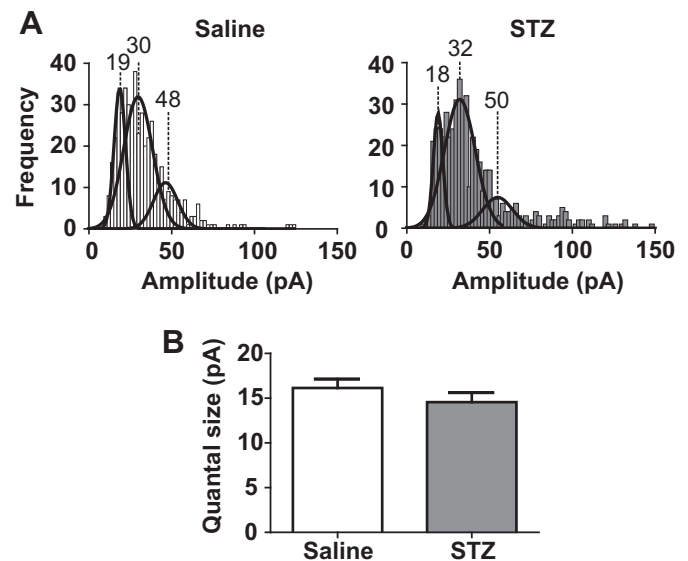 A
Saline
STZ
19 30 48
18 32 50
Frequency
40
30
20
10
0
0 50 100 150
Amplitude (pA)
40
30
20
10
0
0 50 100 150
Amplitude (pA)
B
Quantal size (pA)
20
15
10
5
0
Saline STZ